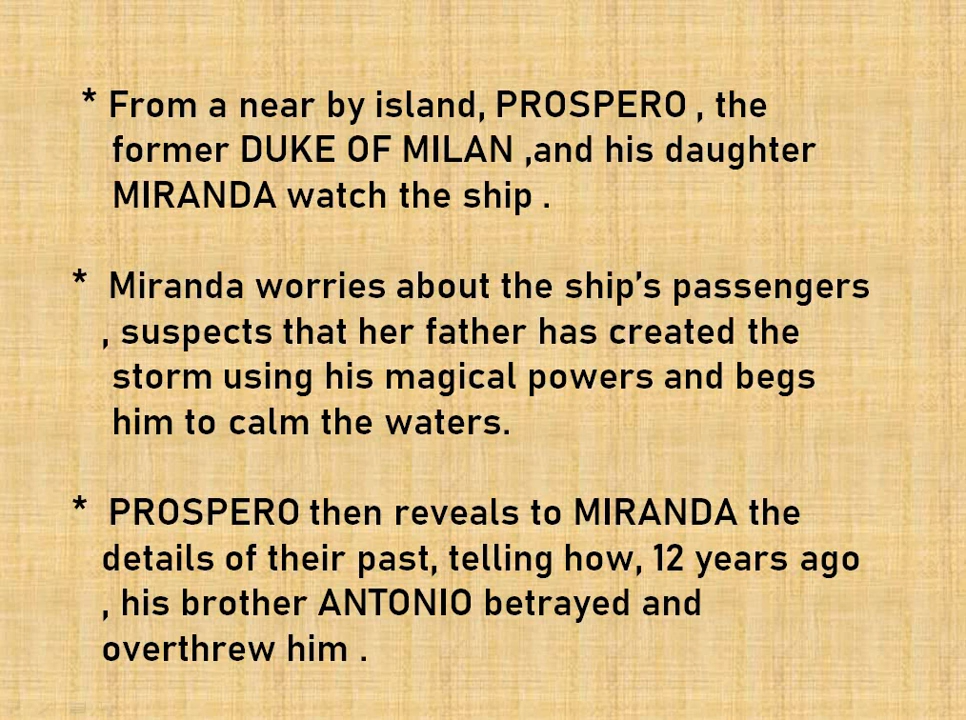 * From a near by island, PROSPERO , the
former DUKE OF MILAN ,and his daughter
MIRANDA watch the ship .
* Miranda worries about the ship's passengers
, suspects that her father has created the
storm using his magical powers and begs
him to calm the waters.
* PROSPERO then reveals to MIRANDA the
details of their past, telling how, 12 years ago
, his brother ANTONIO betrayed and
overthrew him .